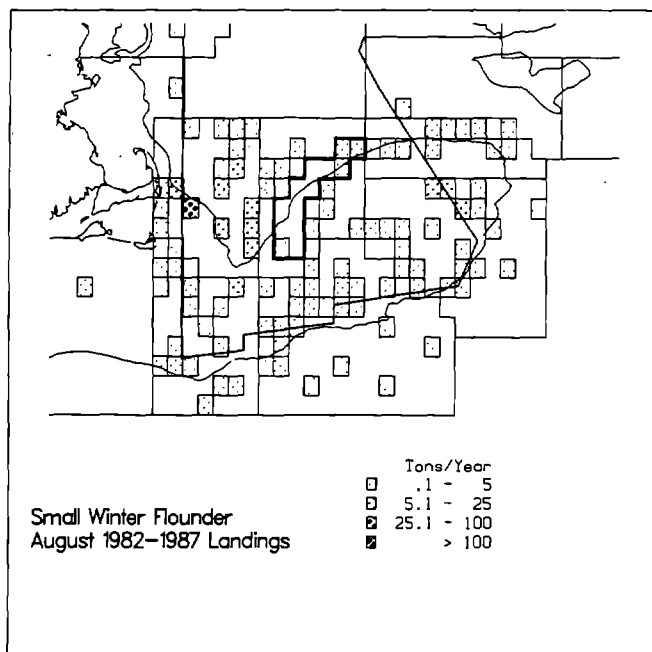 Tons/Year
.1 - 5
5.1 - 25
25.1 - 100
> 100
Small Winter Flounder
August 1982-1987 Landings